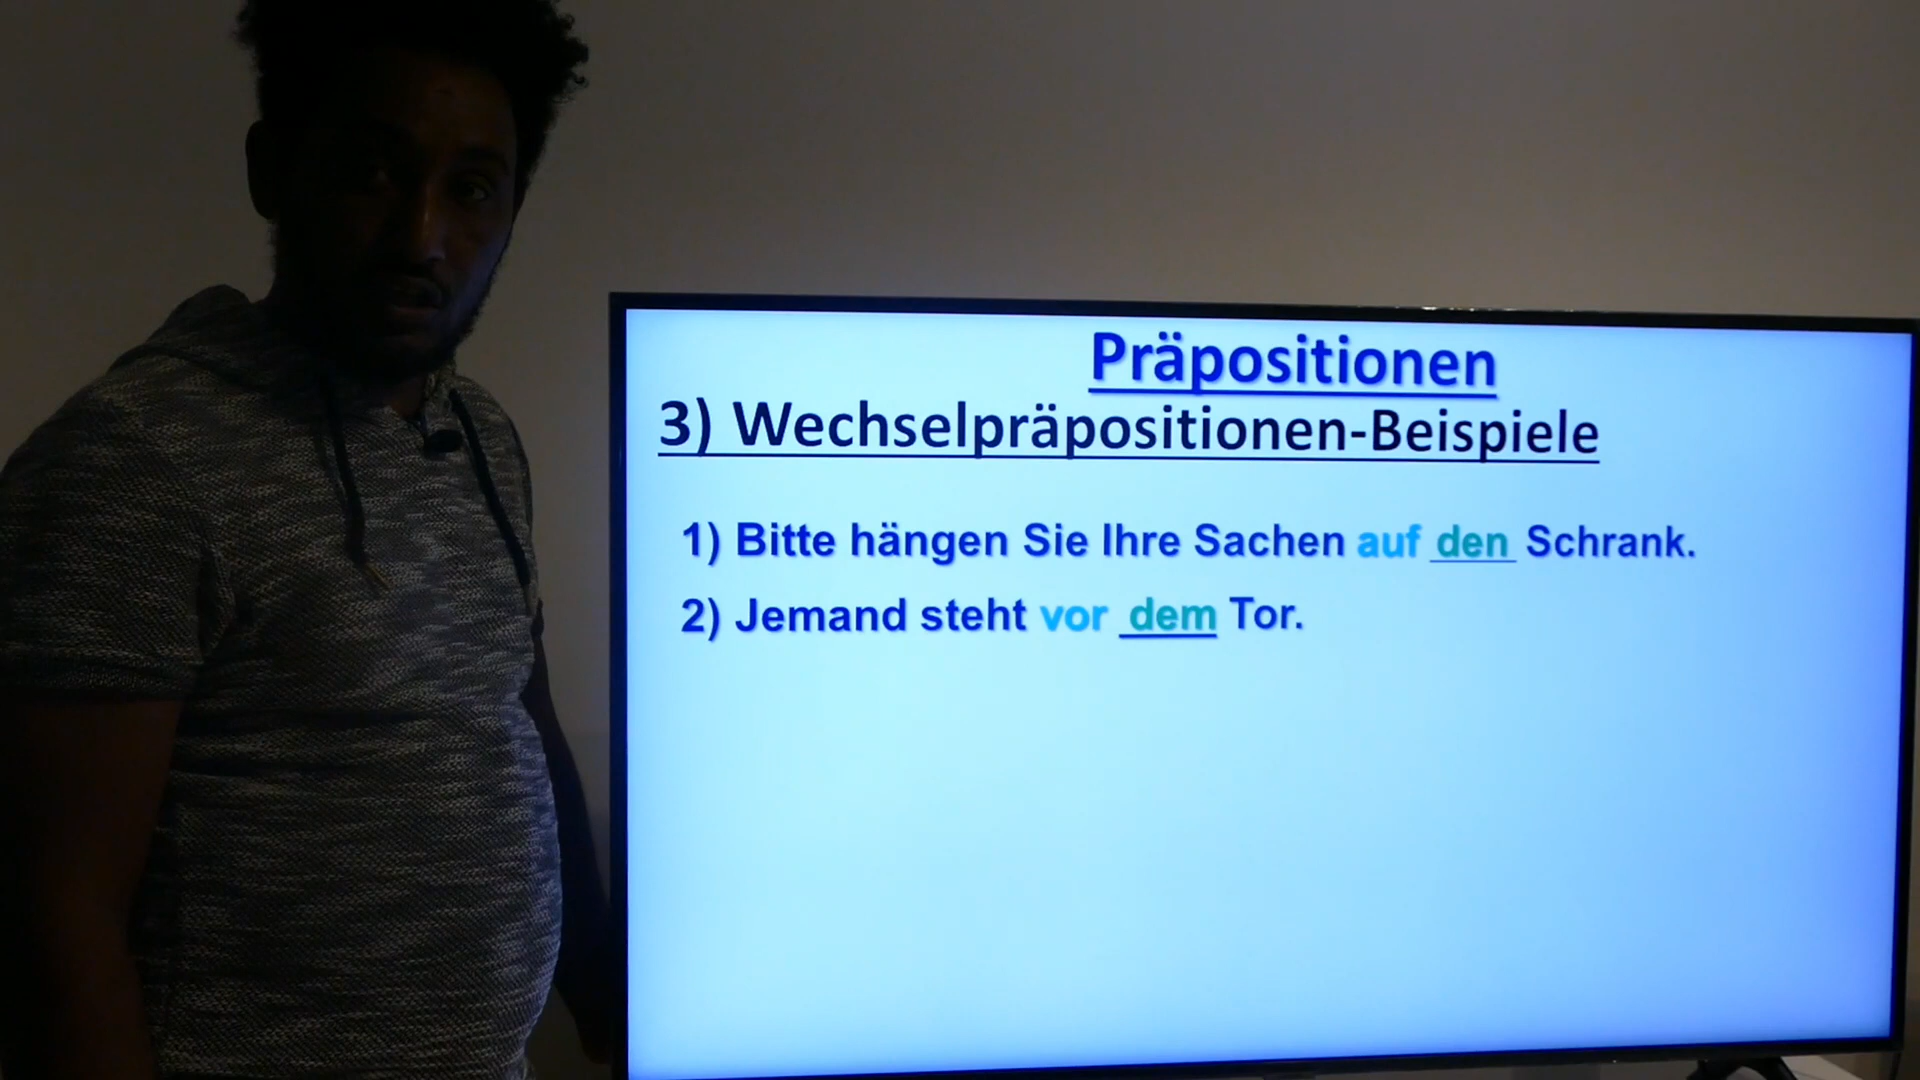 Präpositionen
3) Wechselpräpositionen-Beispiele
1) Bitte hängen Sie Ihre Sachen auf den Schrank.
2) Jemand steht vor dem Tor.